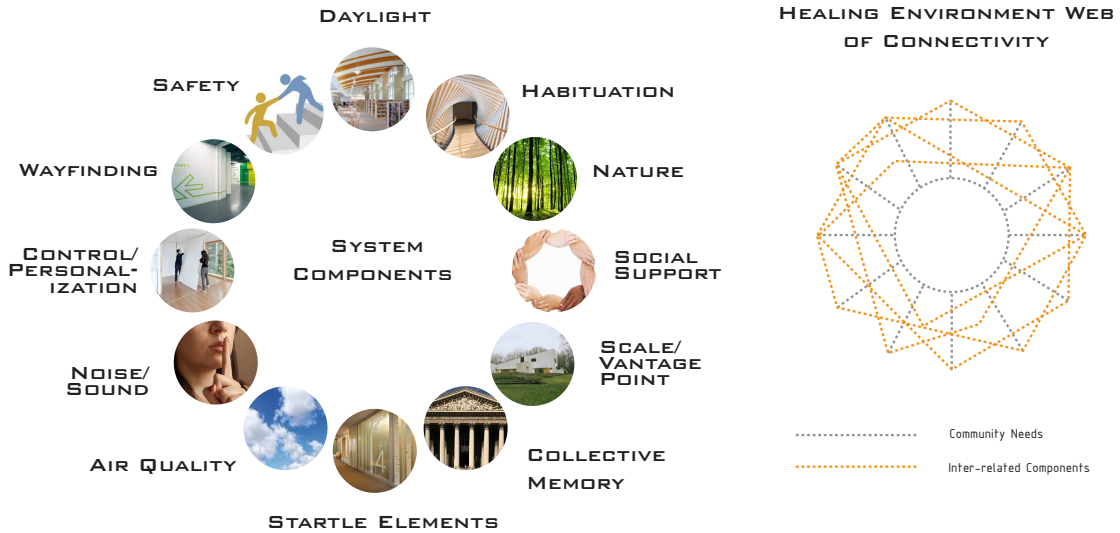 DAYLIGHT
HEALING ENVIRONMENT WEB
OF CONNECTIVITY
SAFETY
HABITUATION
WAYFINDING
NATURE
SYSTEM
COMPONENTS
CONTROL/
PERSONAL-
IZATION
SOCIAL
SUPPORT
SCALE/
VANTAGE
POINT
NOISE/
SOUND
AIR QUALITY
COLLECTIVE
MEMORY
STARTLE ELEMENTS
Community Needs
Inter-related Components